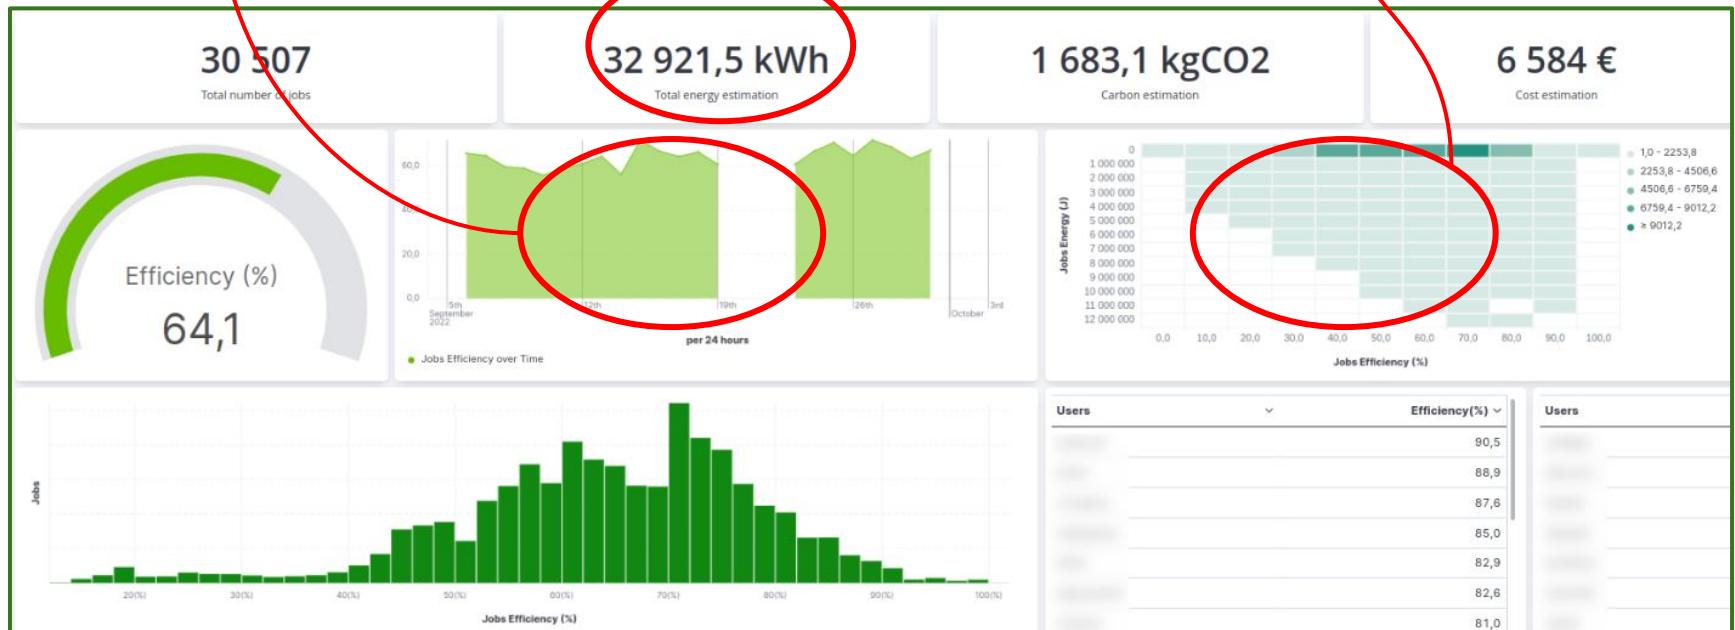 30 507
Total number of jobs
32 921,5 kWh
Total energy estimation
1 683,1 kgCO2
Carbon estimation
6 584 €
Cost estimation
Efficiency (%)
64,1
60,0
40,0
20,0
0,0
5th
September
2022
12th
19th
26th
October
3rd
per 24 hours
Jobs Efficiency over Time
Jobs Energy (J)
0
1 000 000
2 000 000
3 000 000
4 000 000
5 000 000
6 000 000
7 000 000
8 000 000
9 000 000
10 000 000
11 000 000
12 000 000
0,0 10,0 20,0 30,0 40,0 50,0 60,0 70,0 80,0 90,0 100,0
Jobs Efficiency (%)
1,0 - 2253,8
2253,8 - 4506,6
4506,6 - 6759,4
6759,4 - 9012,2
≥ 9012,2
Jobs
20(%) 30(%) 40(%) 50(%) 60(%) 70(%) 80(%) 90(%) 100(%)
Jobs Efficiency (%)
Users Efficiency(%)
90,5
88,9
87,6
85,0
82,9
82,6
81,0
Users